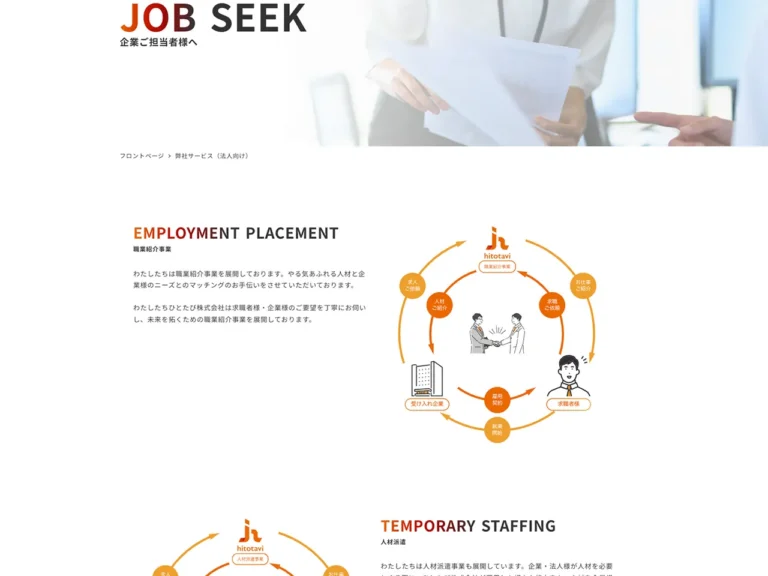 JOB SEEK
企業ご担当者様へ
フロントページ > 弊社サービス（法人向け）
EMPLOYMENT PLACEMENT
職業紹介事業
わたしたちは職業紹介事業を展開しております。やる気あふれる人材と企
業様のニーズとのマッチングのお手伝いをさせていただいております。
わたしたちひとたび株式会社は求職者様・企業様のご要望を丁寧にお伺い
し、未来を拓くための職業紹介事業を展開しております。
hitotavi
職業紹介事業
求人
ご依頼
お仕事
ご紹介
人材
ご紹介
求職
ご依頼
受け入れ企業
求職者様
雇用
契約
TEMPORARY STAFFING
人材派遣
hitotavi
人材派遣事業
わたしたちは人材派遣事業も展開しています。企業・法人様が人材を必要